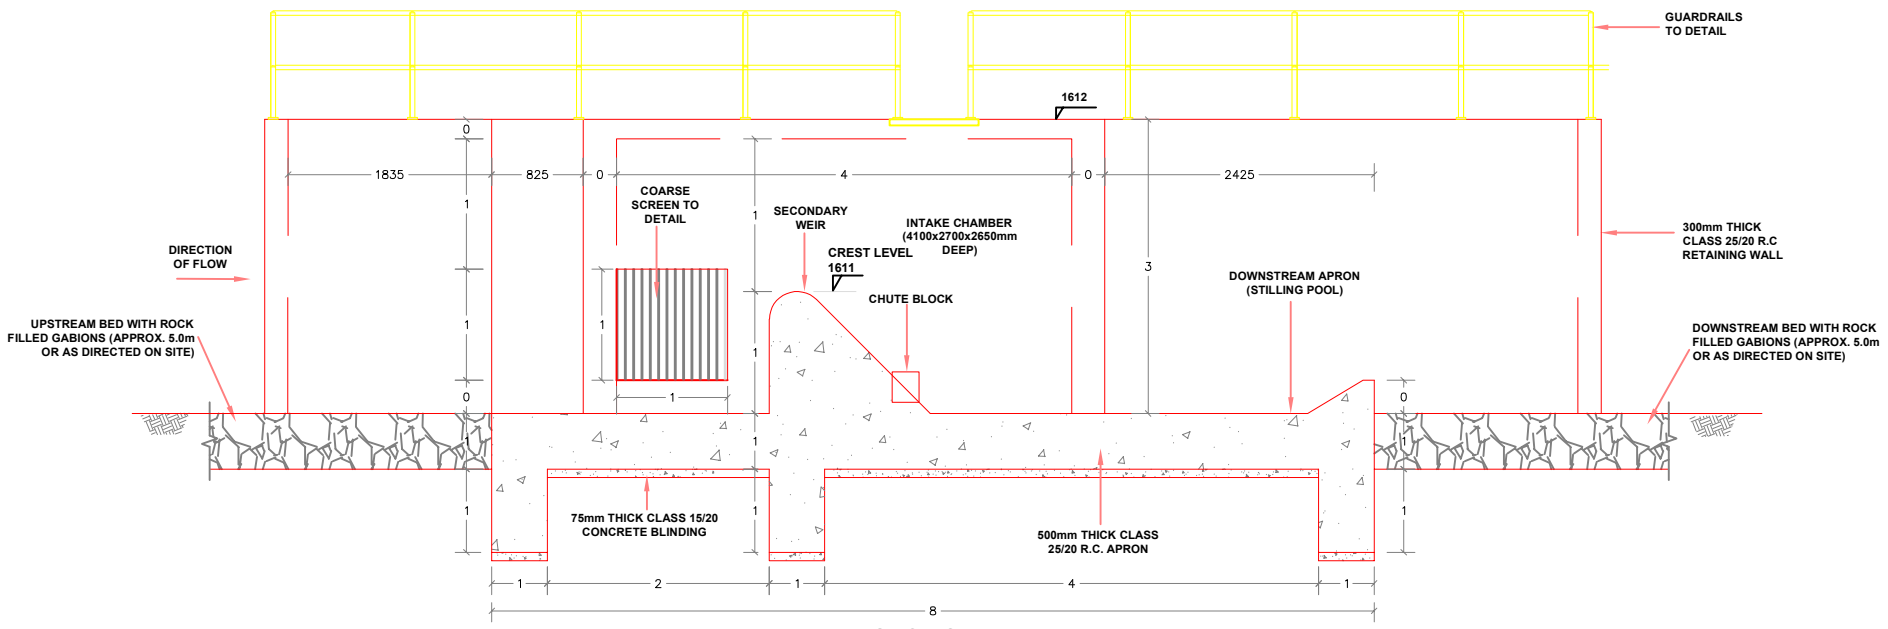 GUARDRAILS
TO DETAIL
1612
0
1835
825
0
4
0
2425
COARSE
SCREEN TO
DETAIL
1
1
SECONDARY
WEIR
INTAKE CHAMBER
(4100x2700x2650mm
DEEP)
300mm THICK
CLASS 25/20 R.C
RETAINING WALL
DIRECTION
OF FLOW
CREST LEVEL
1611
3
DOWNSTREAM APRON
(STILLING POOL)
CHUTE BLOCK
UPSTREAM BED WITH ROCK
FILLED GABIONS (APPROX. 5.0m
OR AS DIRECTED ON SITE)
1
1
1
DOWNSTREAM BED WITH ROCK
FILLED GABIONS (APPROX. 5.0m
OR AS DIRECTED ON SITE)
0
1
0
1
1
1
1
1
1
75mm THICK CLASS 15/20
CONCRETE BLINDING
500mm THICK CLASS
25/20 R.C. APRON
1
2
1
4
1
8